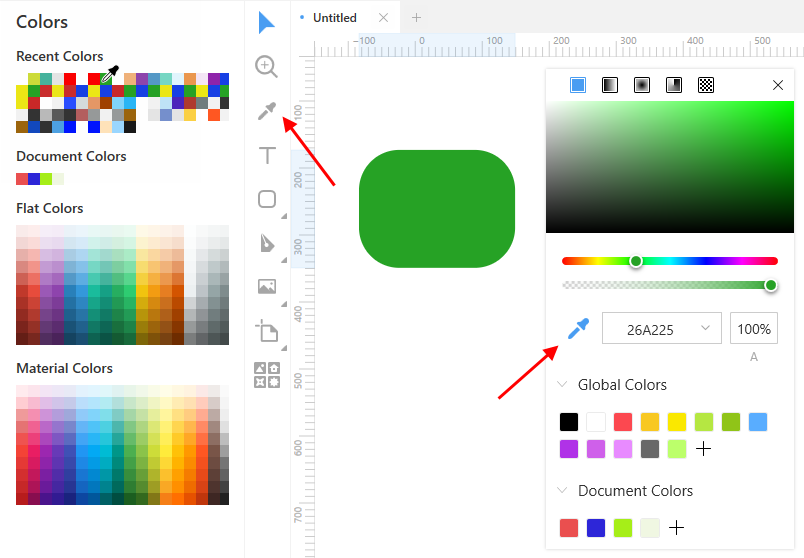 Colors
Recent Colors
Document Colors
Flat Colors
Material Colors
Untitled
-100 0 100 200 300 400 500
100
200
300
400
500
600
700
26A225
100%
A
Global Colors
Document Colors